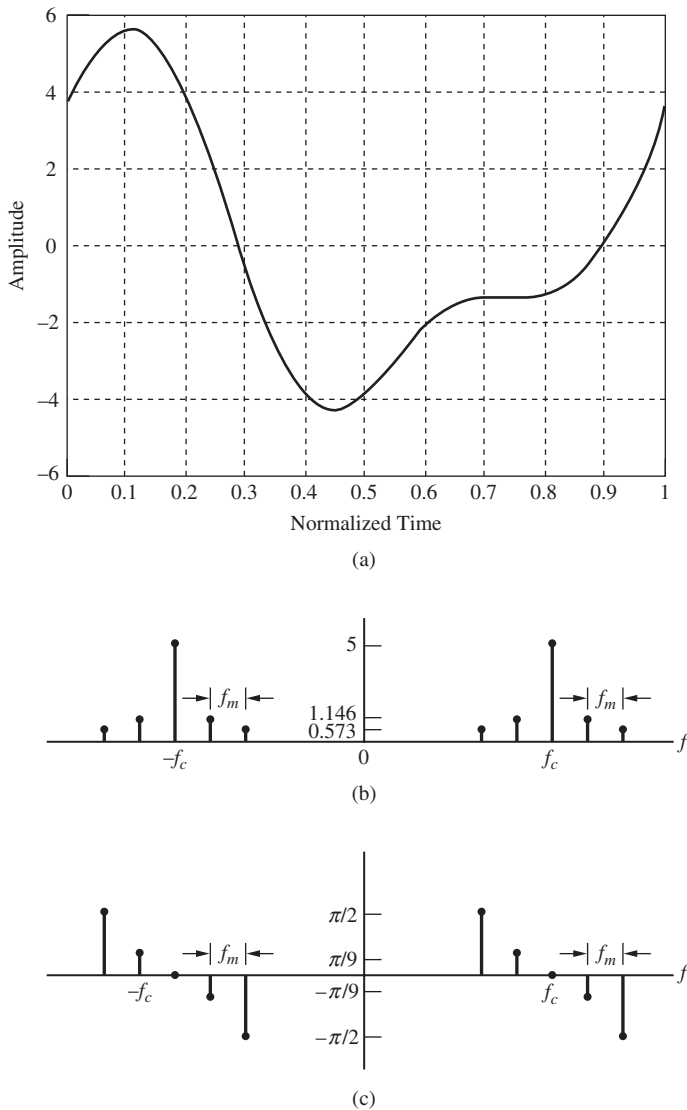 6
4
2
0
−2
−4
−6
Amplitude
0 0.1 0.2 0.3 0.4 0.5 0.6 0.7 0.8 0.9 1
Normalized Time
(a)
5
f_m f_m
1.146
0.573
−f_c 0 f_c f
(b)
π/2
f_m f_m
π/9
f
−f_c f_c
−π/9
−π/2
(c)